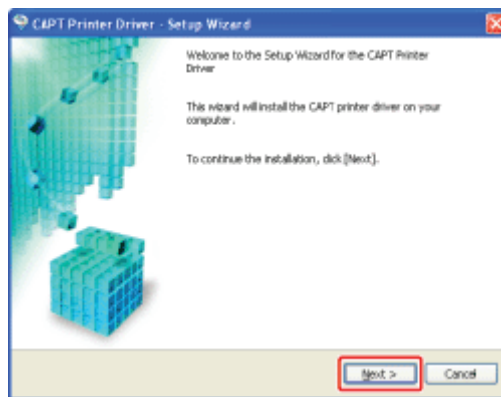 CAPT Printer Driver - Setup Wizard
Welcome to the Setup Wizard for the CAPT Printer
Driver
This wizard will install the CAPT printer driver on your
computer.
To continue the installation, click [Next].
Next >
Cancel